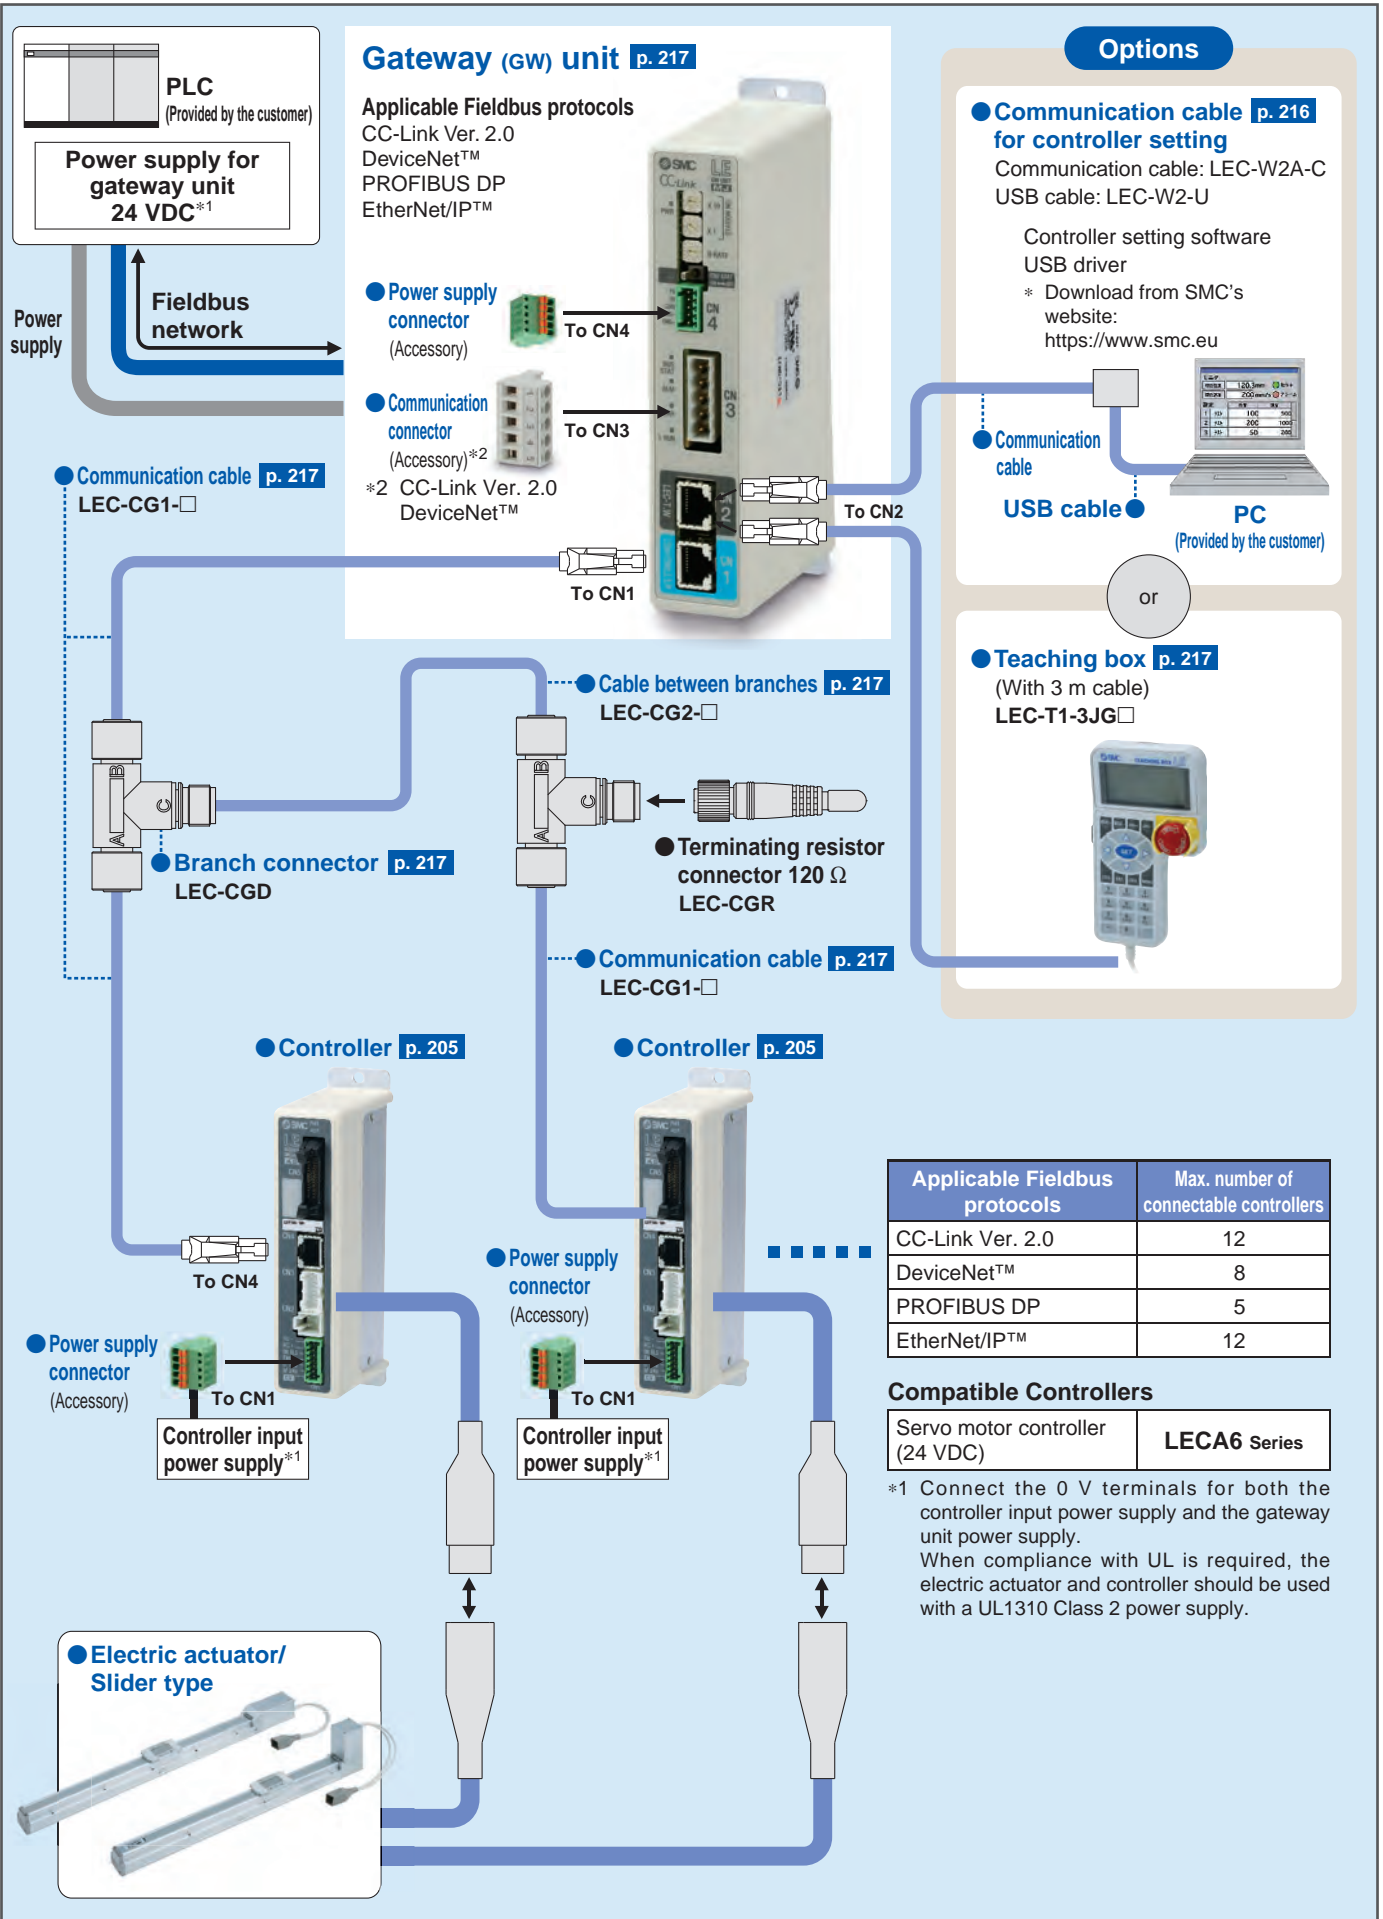 PLC
(Provided by the customer)
Power supply for
gateway unit
24 VDC*1
Fieldbus
network
Power
supply
Gateway (GW) unit p. 217
Applicable Fieldbus protocols
CC-Link Ver. 2.0
DeviceNet™
PROFIBUS DP
EtherNet/IP™
Power supply
connector
(Accessory)
To CN4
Communication
connector
(Accessory)*2
To CN3
*2 CC-Link Ver. 2.0
DeviceNet™
SMC
CC-Link
CN
4
CN
3
CN
2
CN
1
To CN2
To CN1
Options
Communication cable p. 216
for controller setting
Communication cable: LEC-W2A-C
USB cable: LEC-W2-U
Controller setting software
USB driver
* Download from SMC's
website:
https://www.smc.eu
Communication
cable
USB cable
PC
(Provided by the customer)
or
Teaching box p. 217
(With 3 m cable)
LEC-T1-3JG□
Communication cable p. 217
LEC-CG1-□
Cable between branches p. 217
LEC-CG2-□
A B C
A B C
Branch connector p. 217
LEC-CGD
Terminating resistor
connector 120 Ω
LEC-CGR
Communication cable p. 217
LEC-CG1-□
Controller p. 205
Controller p. 205
To CN4
Power supply
connector
(Accessory)
To CN1
Controller input
power supply*1
Power supply
connector
(Accessory)
To CN1
Controller input
power supply*1
Applicable Fieldbus protocols Max. number of connectable controllers
CC-Link Ver. 2.0 12
DeviceNet™ 8
PROFIBUS DP 5
EtherNet/IP™ 12
Compatible Controllers
Servo motor controller
(24 VDC)
LECA6 Series
*1 Connect the 0 V terminals for both the
controller input power supply and the gateway
unit power supply.
When compliance with UL is required, the
electric actuator and controller should be used
with a UL1310 Class 2 power supply.
Electric actuator/
Slider type